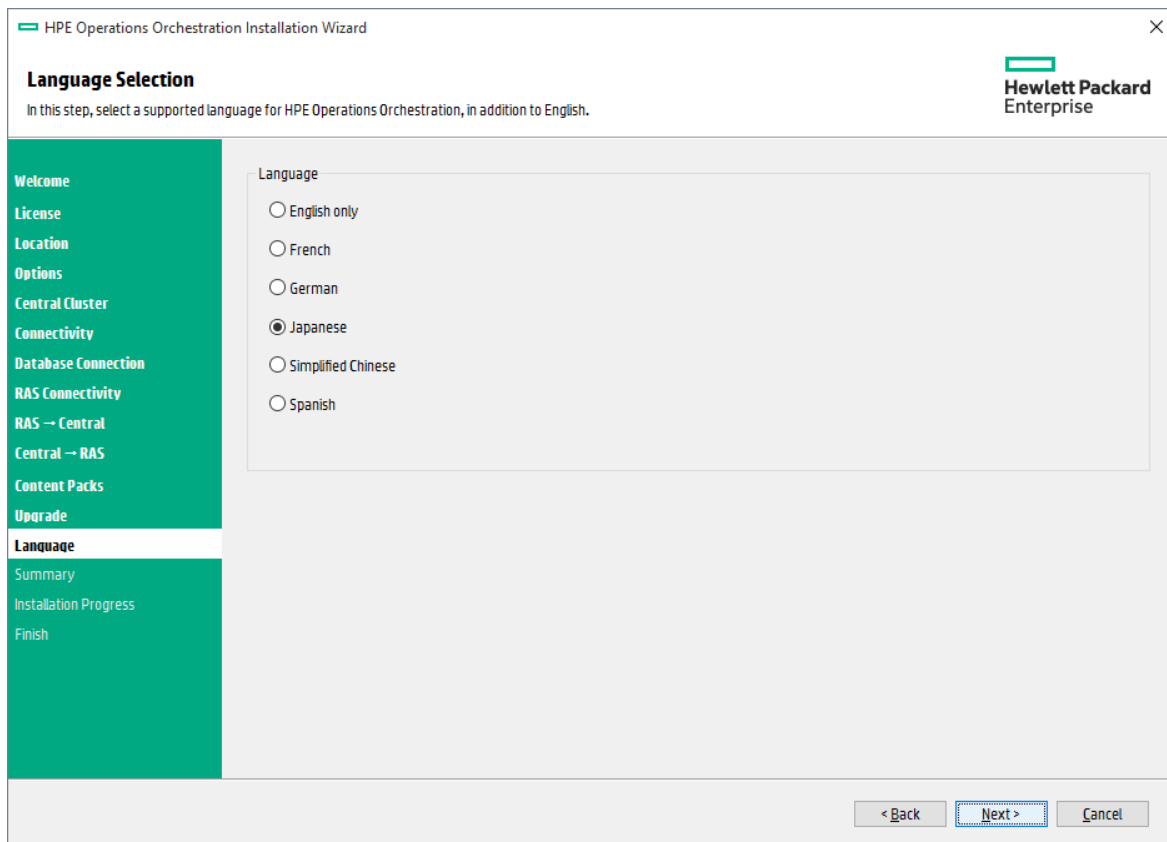 HPE Operations Orchestration Installation Wizard
Language Selection
In this step, select a supported language for HPE Operations Orchestration, in addition to English.
Hewlett Packard
Enterprise
Welcome
License
Location
Options
Central Cluster
Connectivity
Database Connection
RAS Connectivity
RAS → Central
Central → RAS
Content Packs
Upgrade
Language
Summary
Installation Progress
Finish
Language
English only
French
German
Japanese
Simplified Chinese
Spanish
< Back
Next >
Cancel